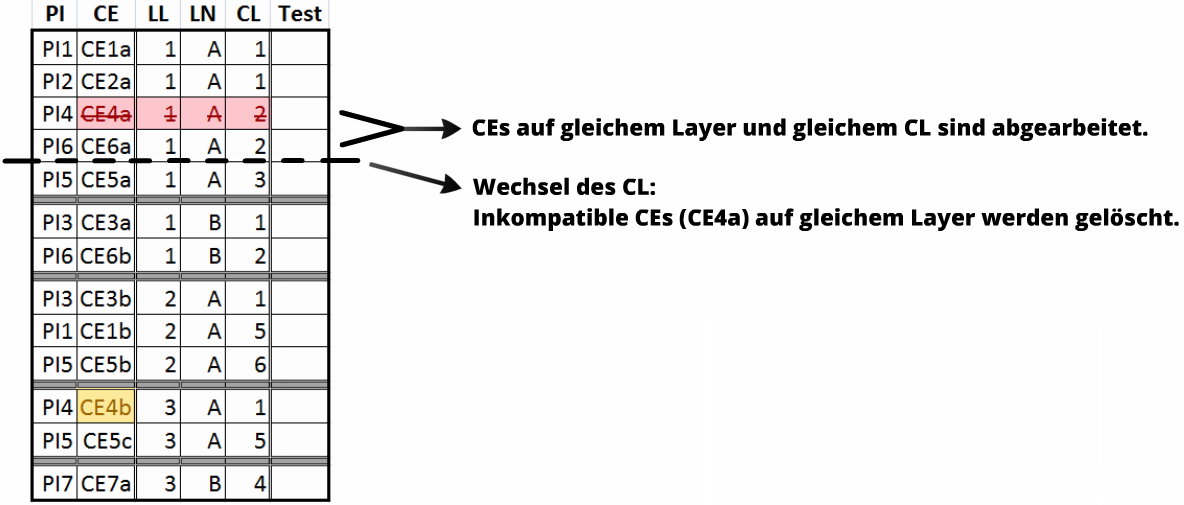 PI CE LL LN CL Test
PI1 CE1a 1 A 1
PI2 CE2a 1 A 1
PI4 CE4a 1 A 2
PI6 CE6a 1 A 2
CEs auf gleichem Layer und gleichem CL sind abgearbeitet.
PI5 CE5a 1 A 3
Wechsel des CL:
Inkompatible CEs (CE4a) auf gleichem Layer werden gelöscht.
PI3 CE3a 1 B 1
PI6 CE6b 1 B 2
PI3 CE3b 2 A 1
PI1 CE1b 2 A 5
PI5 CE5b 2 A 6
PI4 CE4b 3 A 1
PI5 CE5c 3 A 5
PI7 CE7a 3 B 4